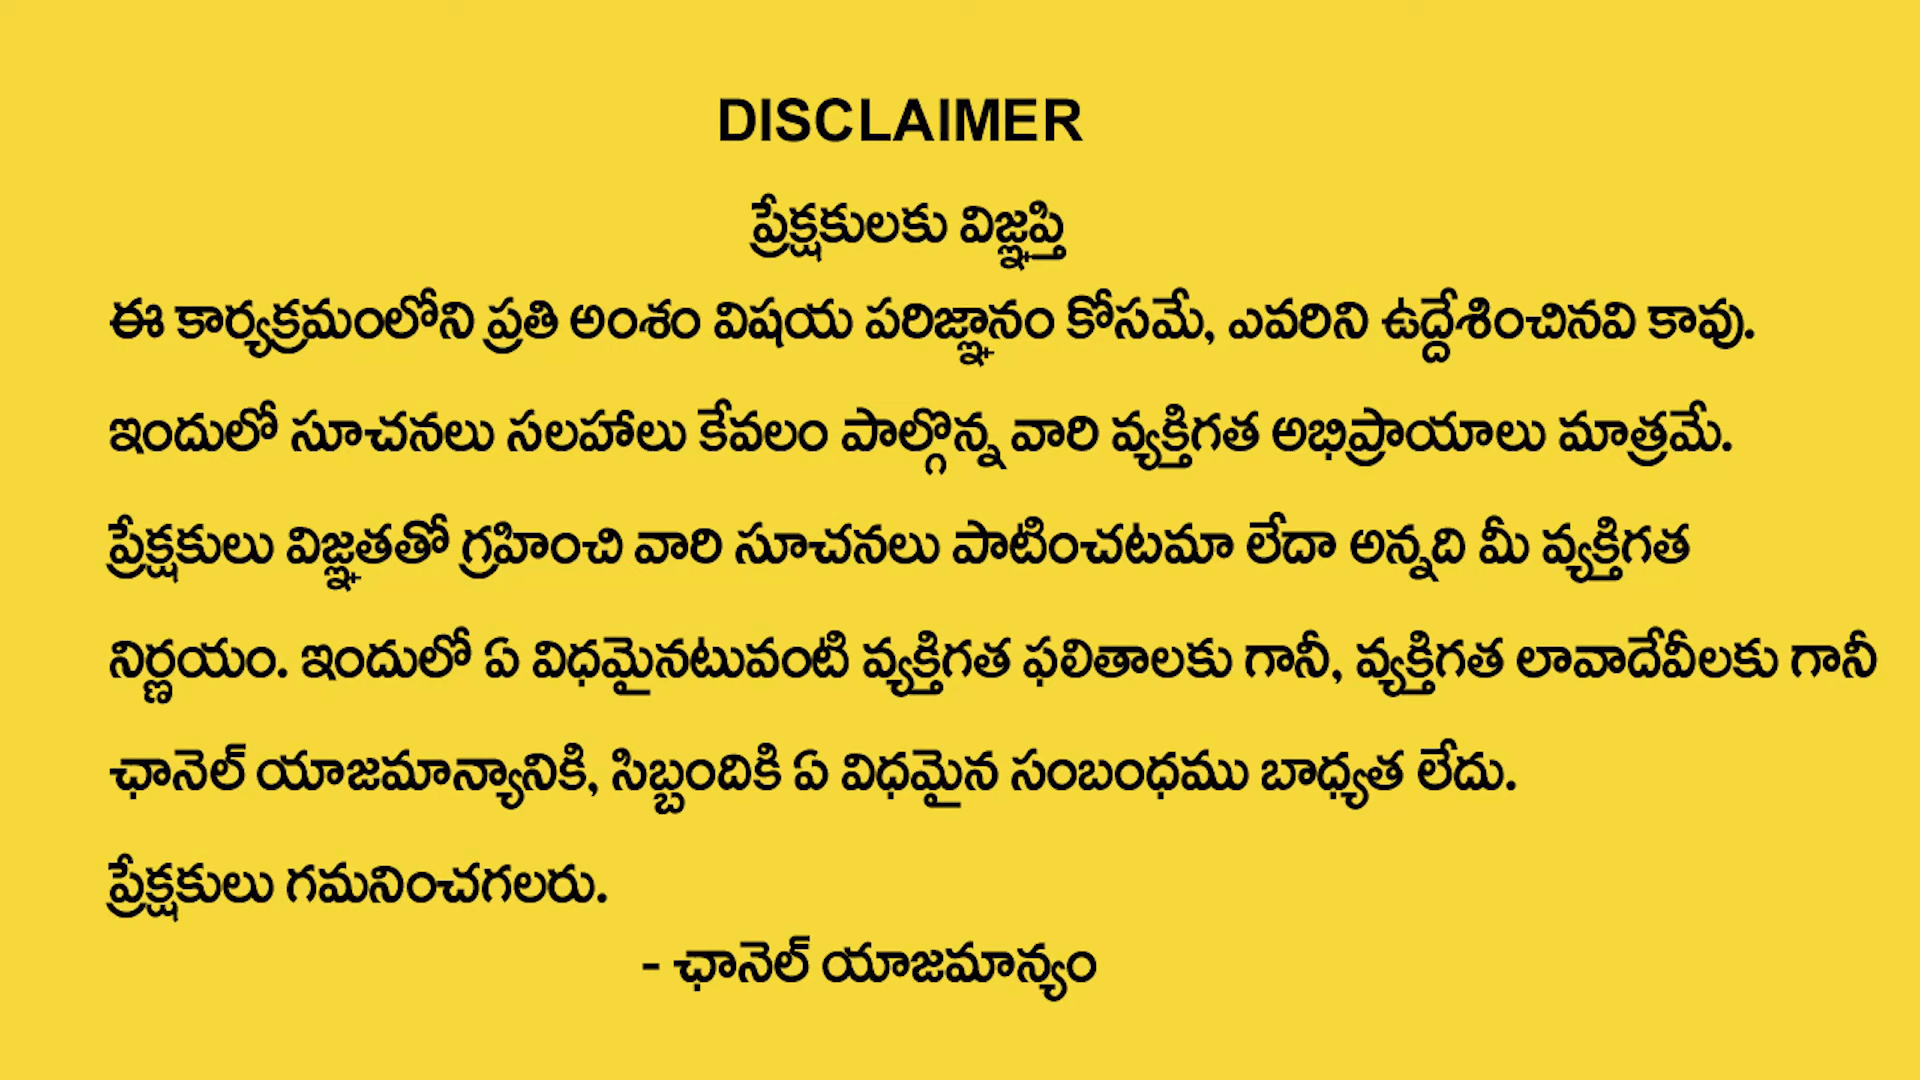 DISCLAIMER
ప్రేక్షకులకు విజ్ఞప్తి
ఈ కార్యక్రమంలోని ప్రతి అంశం విషయ పరిజ్ఞానం కోసమే, ఎవరిని ఉద్దేశించినవి కావు.
ఇందులో సూచనలు సలహాలు కేవలం పాల్గొన్న వారి వ్యక్తిగత అభిప్రాయాలు మాత్రమే.
ప్రేక్షకులు విజ్ఞతతో గ్రహించి వారి సూచనలు పాటించటమా లేదా అన్నది మీ వ్యక్తిగత
నిర్ణయం. ఇందులో ఏ విధమైనటువంటి వ్యక్తిగత ఫలితాలకు గానీ, వ్యక్తిగత లావాదేవీలకు గానీ
ఛానెల్ యాజమాన్యానికి, సిబ్బందికి ఏ విధమైన సంబంధము బాధ్యత లేదు.
ప్రేక్షకులు గమనించగలరు.
- ఛానెల్ యాజమాన్యం